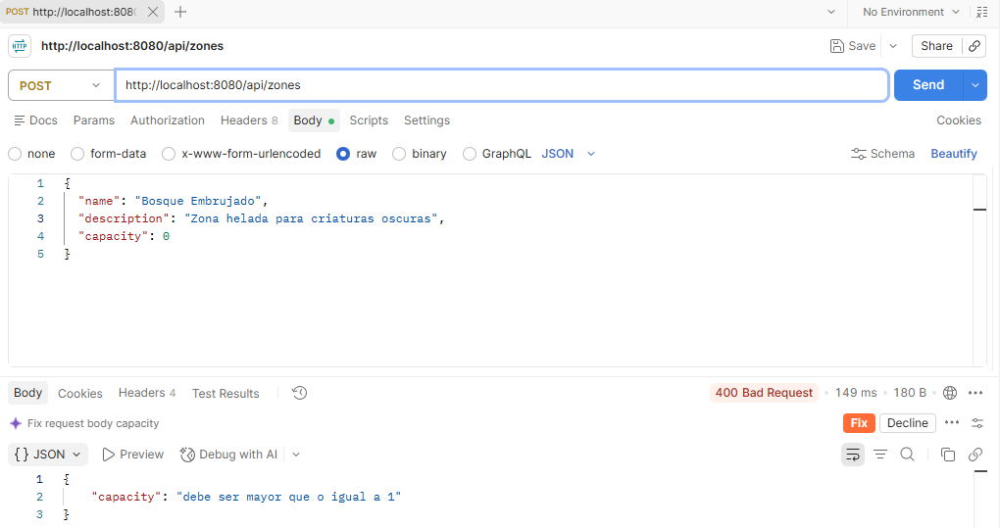 POST http://localhost:808
No Environment
HTTP http://localhost:8080/api/zones
Save Share
POST http://localhost:8080/api/zones Send
Docs Params Authorization Headers 8 Body Scripts Settings Cookies
none form-data x-www-form-urlencoded raw binary GraphQL JSON Schema Beautify
1 {
2 "name": "Bosque Embrujado",
3 "description": "Zona helada para criaturas oscuras",
4 "capacity": 0
5 }
Body Cookies Headers 4 Test Results 400 Bad Request • 149 ms • 180 B
Fix request body capacity Fix Decline
{} JSON Preview Debug with AI
1 {
2 "capacity": "debe ser mayor que o igual a 1"
3 }